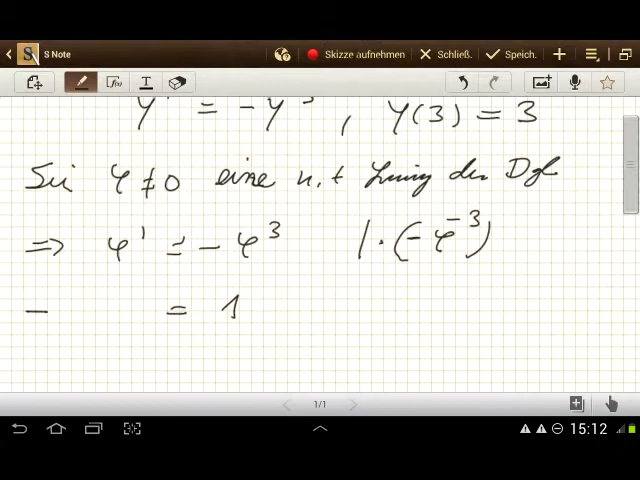 S Note
Skizze aufnehmen
Schließ.
Speich.
y' = -y³, y(3) = 3
Sei φ ≠ 0 eine n.t Lösung der Dgl
⇒ φ' = -φ³ | · (-φ⁻³)
- = 1
1/1
15:12